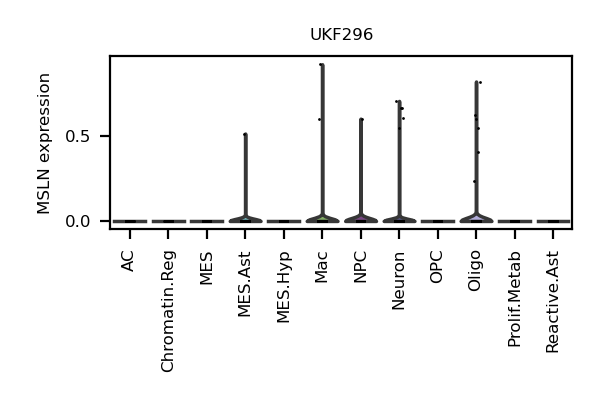 UKF296
MSLN expression
0.5
0.0
AC
Chromatin.Reg
MES
MES.Ast
MES.Hyp
Mac
NPC
Neuron
OPC
Oligo
Prolif.Metab
Reactive.Ast